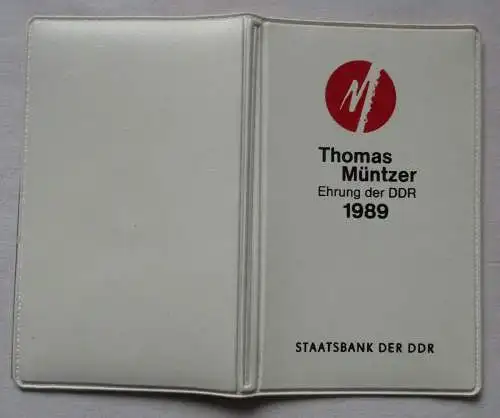 M
Thomas
Müntzer
Ehrung der DDR
1989
STAATSBANK DER DDR